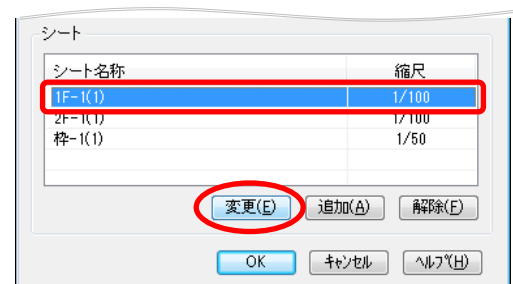 シート
シート名称 縮尺
1F-1(1) 1/100
2F-1(1) 1/100
枠-1(1) 1/50
変更(E) 追加(A) 解除(F)
OK キャンセル ヘルプ(H)